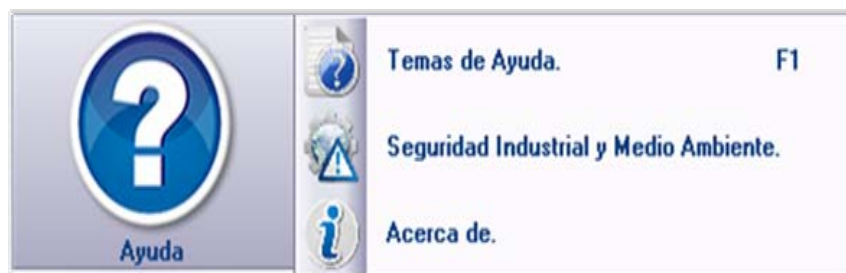 Ayuda
Temas de Ayuda. F1
Seguridad Industrial y Medio Ambiente.
Acerca de.